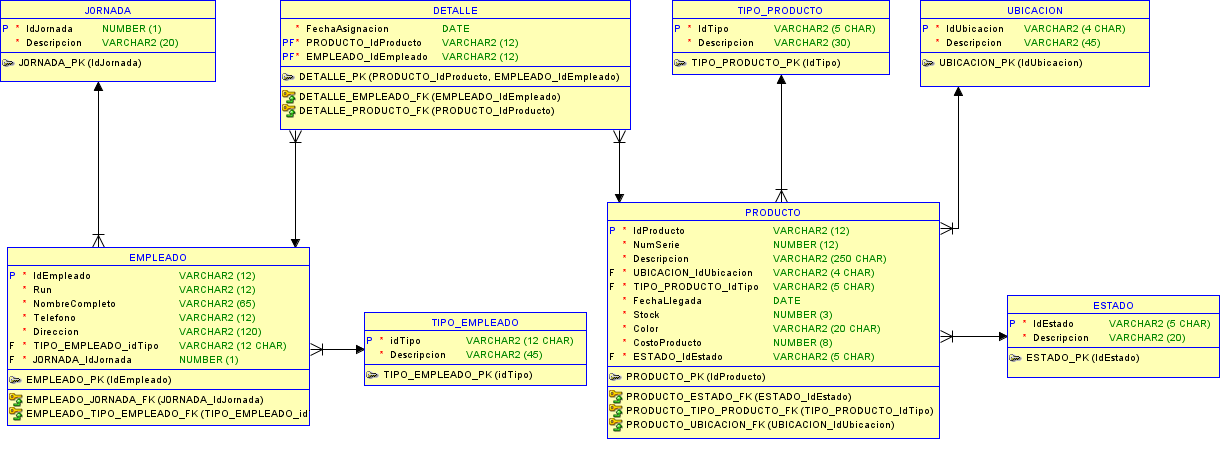 JORNADA
P * IdJornada NUMBER (1)
* Descripcion VARCHAR2 (20)
JORNADA_PK (IdJornada)
DETALLE
* FechaAsignacion DATE
PF* PRODUCTO_IdProducto VARCHAR2 (12)
PF* EMPLEADO_IdEmpleado VARCHAR2 (12)
DETALLE_PK (PRODUCTO_IdProducto, EMPLEADO_IdEmpleado)
DETALLE_EMPLEADO_FK (EMPLEADO_IdEmpleado)
DETALLE_PRODUCTO_FK (PRODUCTO_IdProducto)
TIPO_PRODUCTO
P * IdTipo VARCHAR2 (5 CHAR)
* Descripcion VARCHAR2 (30)
TIPO_PRODUCTO_PK (IdTipo)
UBICACION
P * IdUbicacion VARCHAR2 (4 CHAR)
* Descripcion VARCHAR2 (45)
UBICACION_PK (IdUbicacion)
EMPLEADO
P * IdEmpleado VARCHAR2 (12)
* Run VARCHAR2 (12)
* NombreCompleto VARCHAR2 (65)
* Telefono VARCHAR2 (12)
* Direccion VARCHAR2 (120)
F * TIPO_EMPLEADO_idTipo VARCHAR2 (12 CHAR)
F * JORNADA_IdJornada NUMBER (1)
EMPLEADO_PK (IdEmpleado)
EMPLEADO_JORNADA_FK (JORNADA_IdJornada)
EMPLEADO_TIPO_EMPLEADO_FK (TIPO_EMPLEADO_id
TIPO_EMPLEADO
P * idTipo VARCHAR2 (12 CHAR)
* Descripcion VARCHAR2 (45)
TIPO_EMPLEADO_PK (idTipo)
PRODUCTO
P * IdProducto VARCHAR2 (12)
* NumSerie NUMBER (12)
* Descripcion VARCHAR2 (250 CHAR)
F * UBICACION_IdUbicacion VARCHAR2 (4 CHAR)
F * TIPO_PRODUCTO_IdTipo VARCHAR2 (5 CHAR)
* FechaLlegada DATE
* Stock NUMBER (3)
* Color VARCHAR2 (20 CHAR)
* CostoProducto NUMBER (8)
F * ESTADO_IdEstado VARCHAR2 (5 CHAR)
PRODUCTO_PK (IdProducto)
PRODUCTO_ESTADO_FK (ESTADO_IdEstado)
PRODUCTO_TIPO_PRODUCTO_FK (TIPO_PRODUCTO_IdTipo)
PRODUCTO_UBICACION_FK (UBICACION_IdUbicacion)
ESTADO
P * IdEstado VARCHAR2 (5 CHAR)
* Descripcion VARCHAR2 (20)
ESTADO_PK (IdEstado)